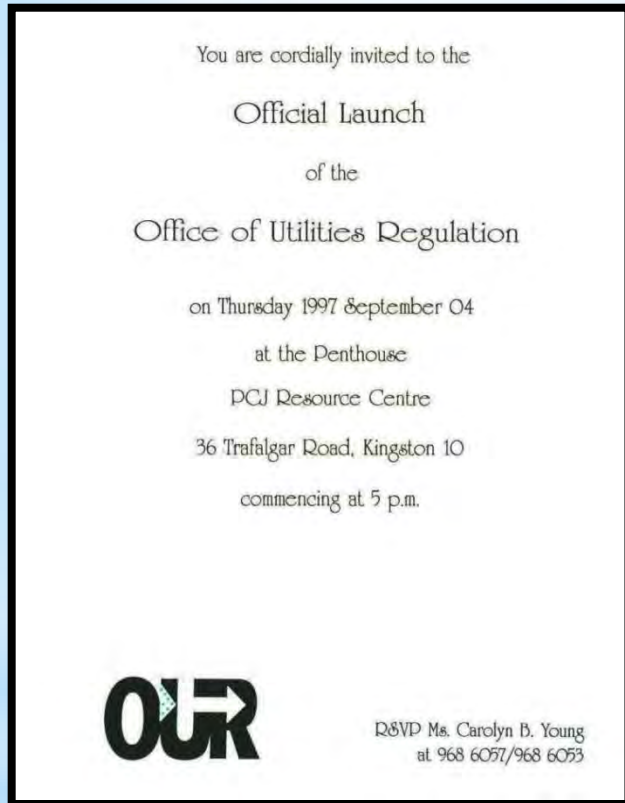 You are cordially invited to the
Official Launch
of the
Office of Utilities Regulation
on Thursday 1997 September 04
at the Penthouse
PCJ Resource Centre
36 Trafalgar Road, Kingston 10
commencing at 5 p.m.
OUR
RSVP Ms. Carolyn B. Young
at 968 6057/968 6053